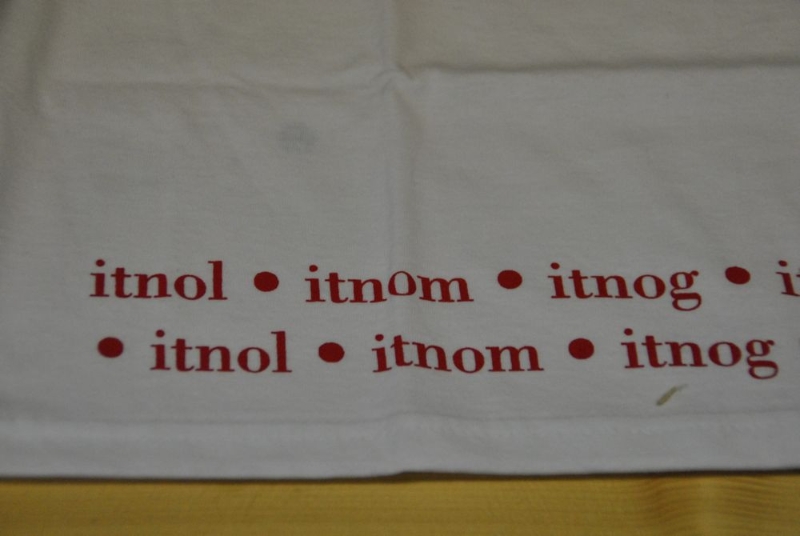 itnol • itnom • itnog • i
• itnol • itnom • itnog